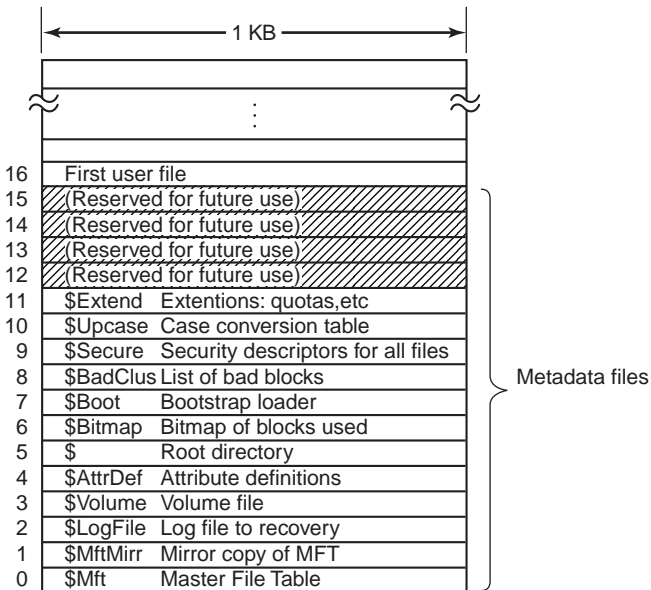 1 KB
16 First user file
15 (Reserved for future use)
14 (Reserved for future use)
13 (Reserved for future use)
12 (Reserved for future use)
11 $Extend Extentions: quotas,etc
10 $Upcase Case conversion table
9 $Secure Security descriptors for all files
8 $BadClus List of bad blocks
7 $Boot Bootstrap loader
6 $Bitmap Bitmap of blocks used
5 $ Root directory
4 $AttrDef Attribute definitions
3 $Volume Volume file
2 $LogFile Log file to recovery
1 $MftMirr Mirror copy of MFT
0 $Mft Master File Table
Metadata files